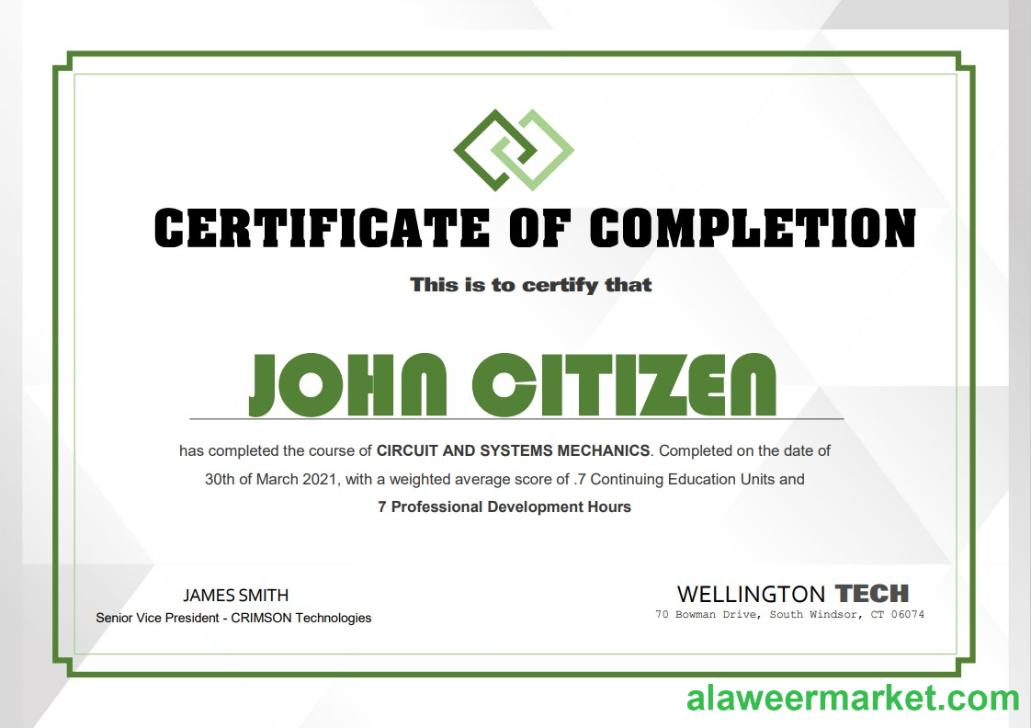 CERTIFICATE OF COMPLETION
This is to certify that
JOHN CITIZEN
has completed the course of CIRCUIT AND SYSTEMS MECHANICS. Completed on the date of
30th of March 2021, with a weighted average score of .7 Continuing Education Units and
7 Professional Development Hours
JAMES SMITH
Senior Vice President - CRIMSON Technologies
WELLINGTON TECH
70 Bowman Drive, South Windsor, CT 06074
alaweermarket.com